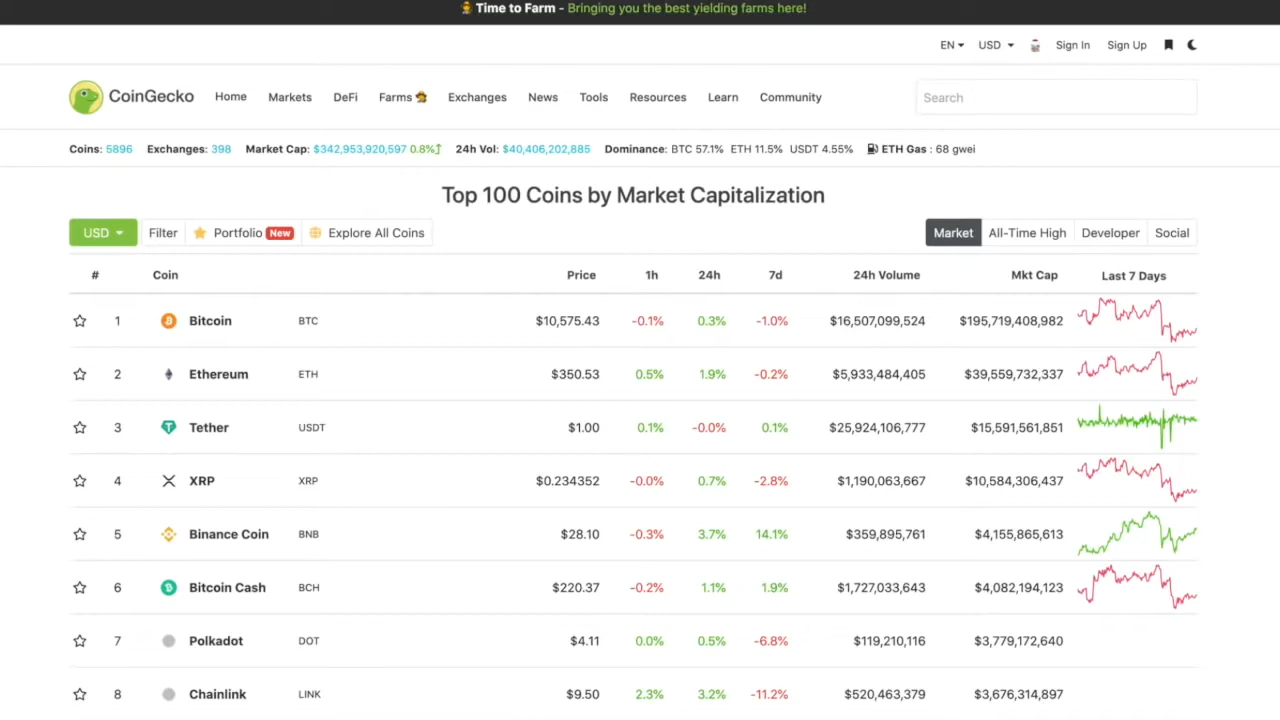 Time to Farm - Bringing you the best yielding farms here!
EN USD Sign In Sign Up
CoinGecko Home Markets DeFi Farms Exchanges News Tools Resources Learn Community Search
Coins: 5896 Exchanges: 398 Market Cap: $342,953,920,597 0.8% 24h Vol: $40,406,202,885 Dominance: BTC 57.1% ETH 11.5% USDT 4.55% ETH Gas : 68 gwei
Top 100 Coins by Market Capitalization
USD Filter Portfolio New Explore All Coins Market All-Time High Developer Social
# Coin Price 1h 24h 7d 24h Volume Mkt Cap Last 7 Days
1 Bitcoin BTC $10,575.43 -0.1% 0.3% -1.0% $16,507,099,524 $195,719,408,982
2 Ethereum ETH $350.53 0.5% 1.9% -0.2% $5,933,484,405 $39,559,732,337
3 Tether USDT $1.00 0.1% -0.0% 0.1% $25,924,106,777 $15,591,561,851
4 XRP XRP $0.234352 -0.0% 0.7% -2.8% $1,190,063,667 $10,584,306,437
5 Binance Coin BNB $28.10 -0.3% 3.7% 14.1% $359,895,761 $4,155,865,613
6 Bitcoin Cash BCH $220.37 -0.2% 1.1% 1.9% $1,727,033,643 $4,082,194,123
7 Polkadot DOT $4.11 0.0% 0.5% -6.8% $119,210,116 $3,779,172,640
8 Chainlink LINK $9.50 2.3% 3.2% -11.2% $520,463,379 $3,676,314,897